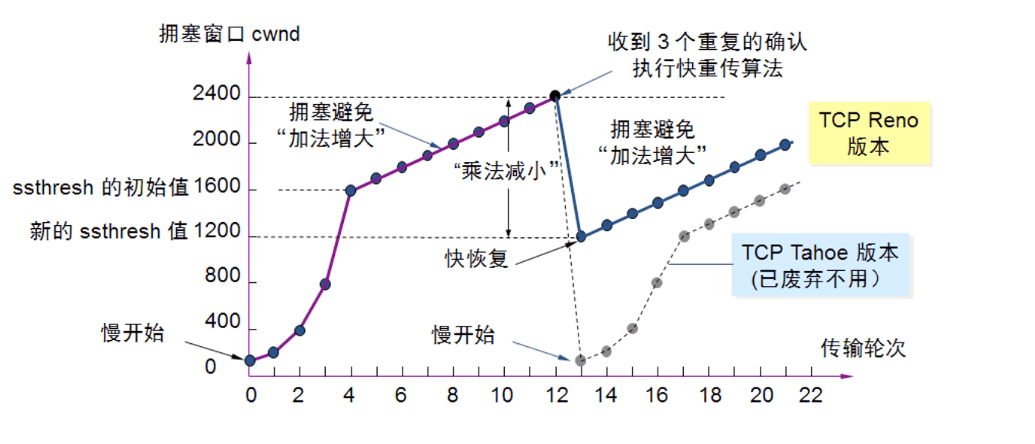 拥塞窗口 cwnd
收到 3 个重复的确认
执行快重传算法
2400
拥塞避免
“加法增大”
拥塞避免
“加法增大”
TCP Reno
版本
2000
“乘法减小”
ssthresh 的初始值 1600
新的 ssthresh 值 1200
快恢复
TCP Tahoe 版本
(已废弃不用）
800
慢开始
400
慢开始
传输轮次
0
0 2 4 6 8 10 12 14 16 18 20 22